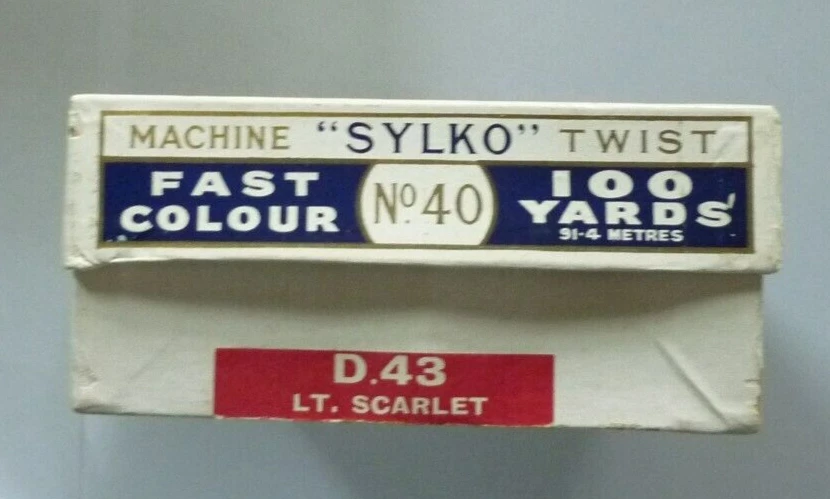 MACHINE "SYLKO" TWIST
FAST COLOUR
No. 40
100 YARDS
91·4 METRES
D.43
LT. SCARLET